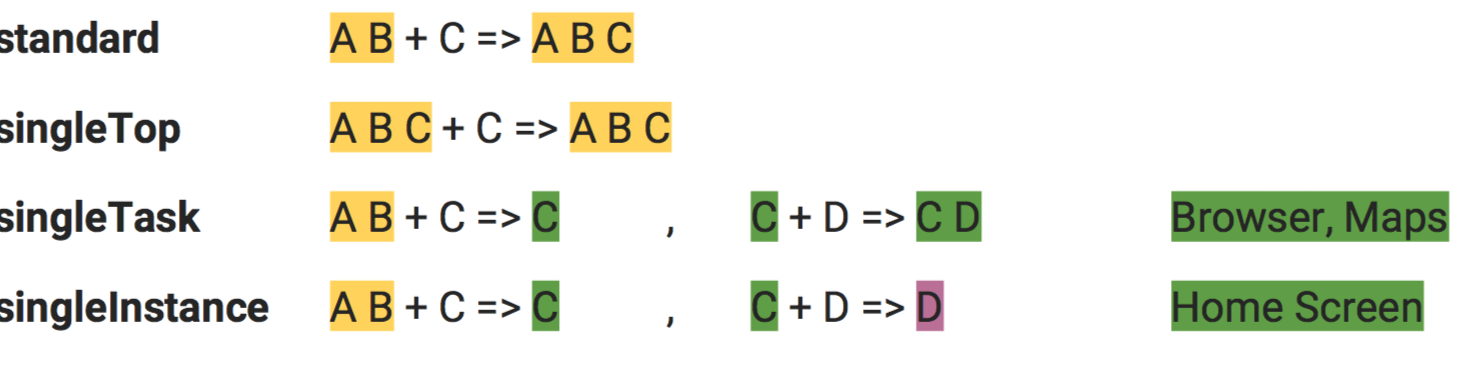 standard A B + C => A B C
singleTop A B C + C => A B C
singleTask A B + C => C , C + D => C D Browser, Maps
singleInstance A B + C => C , C + D => D Home Screen